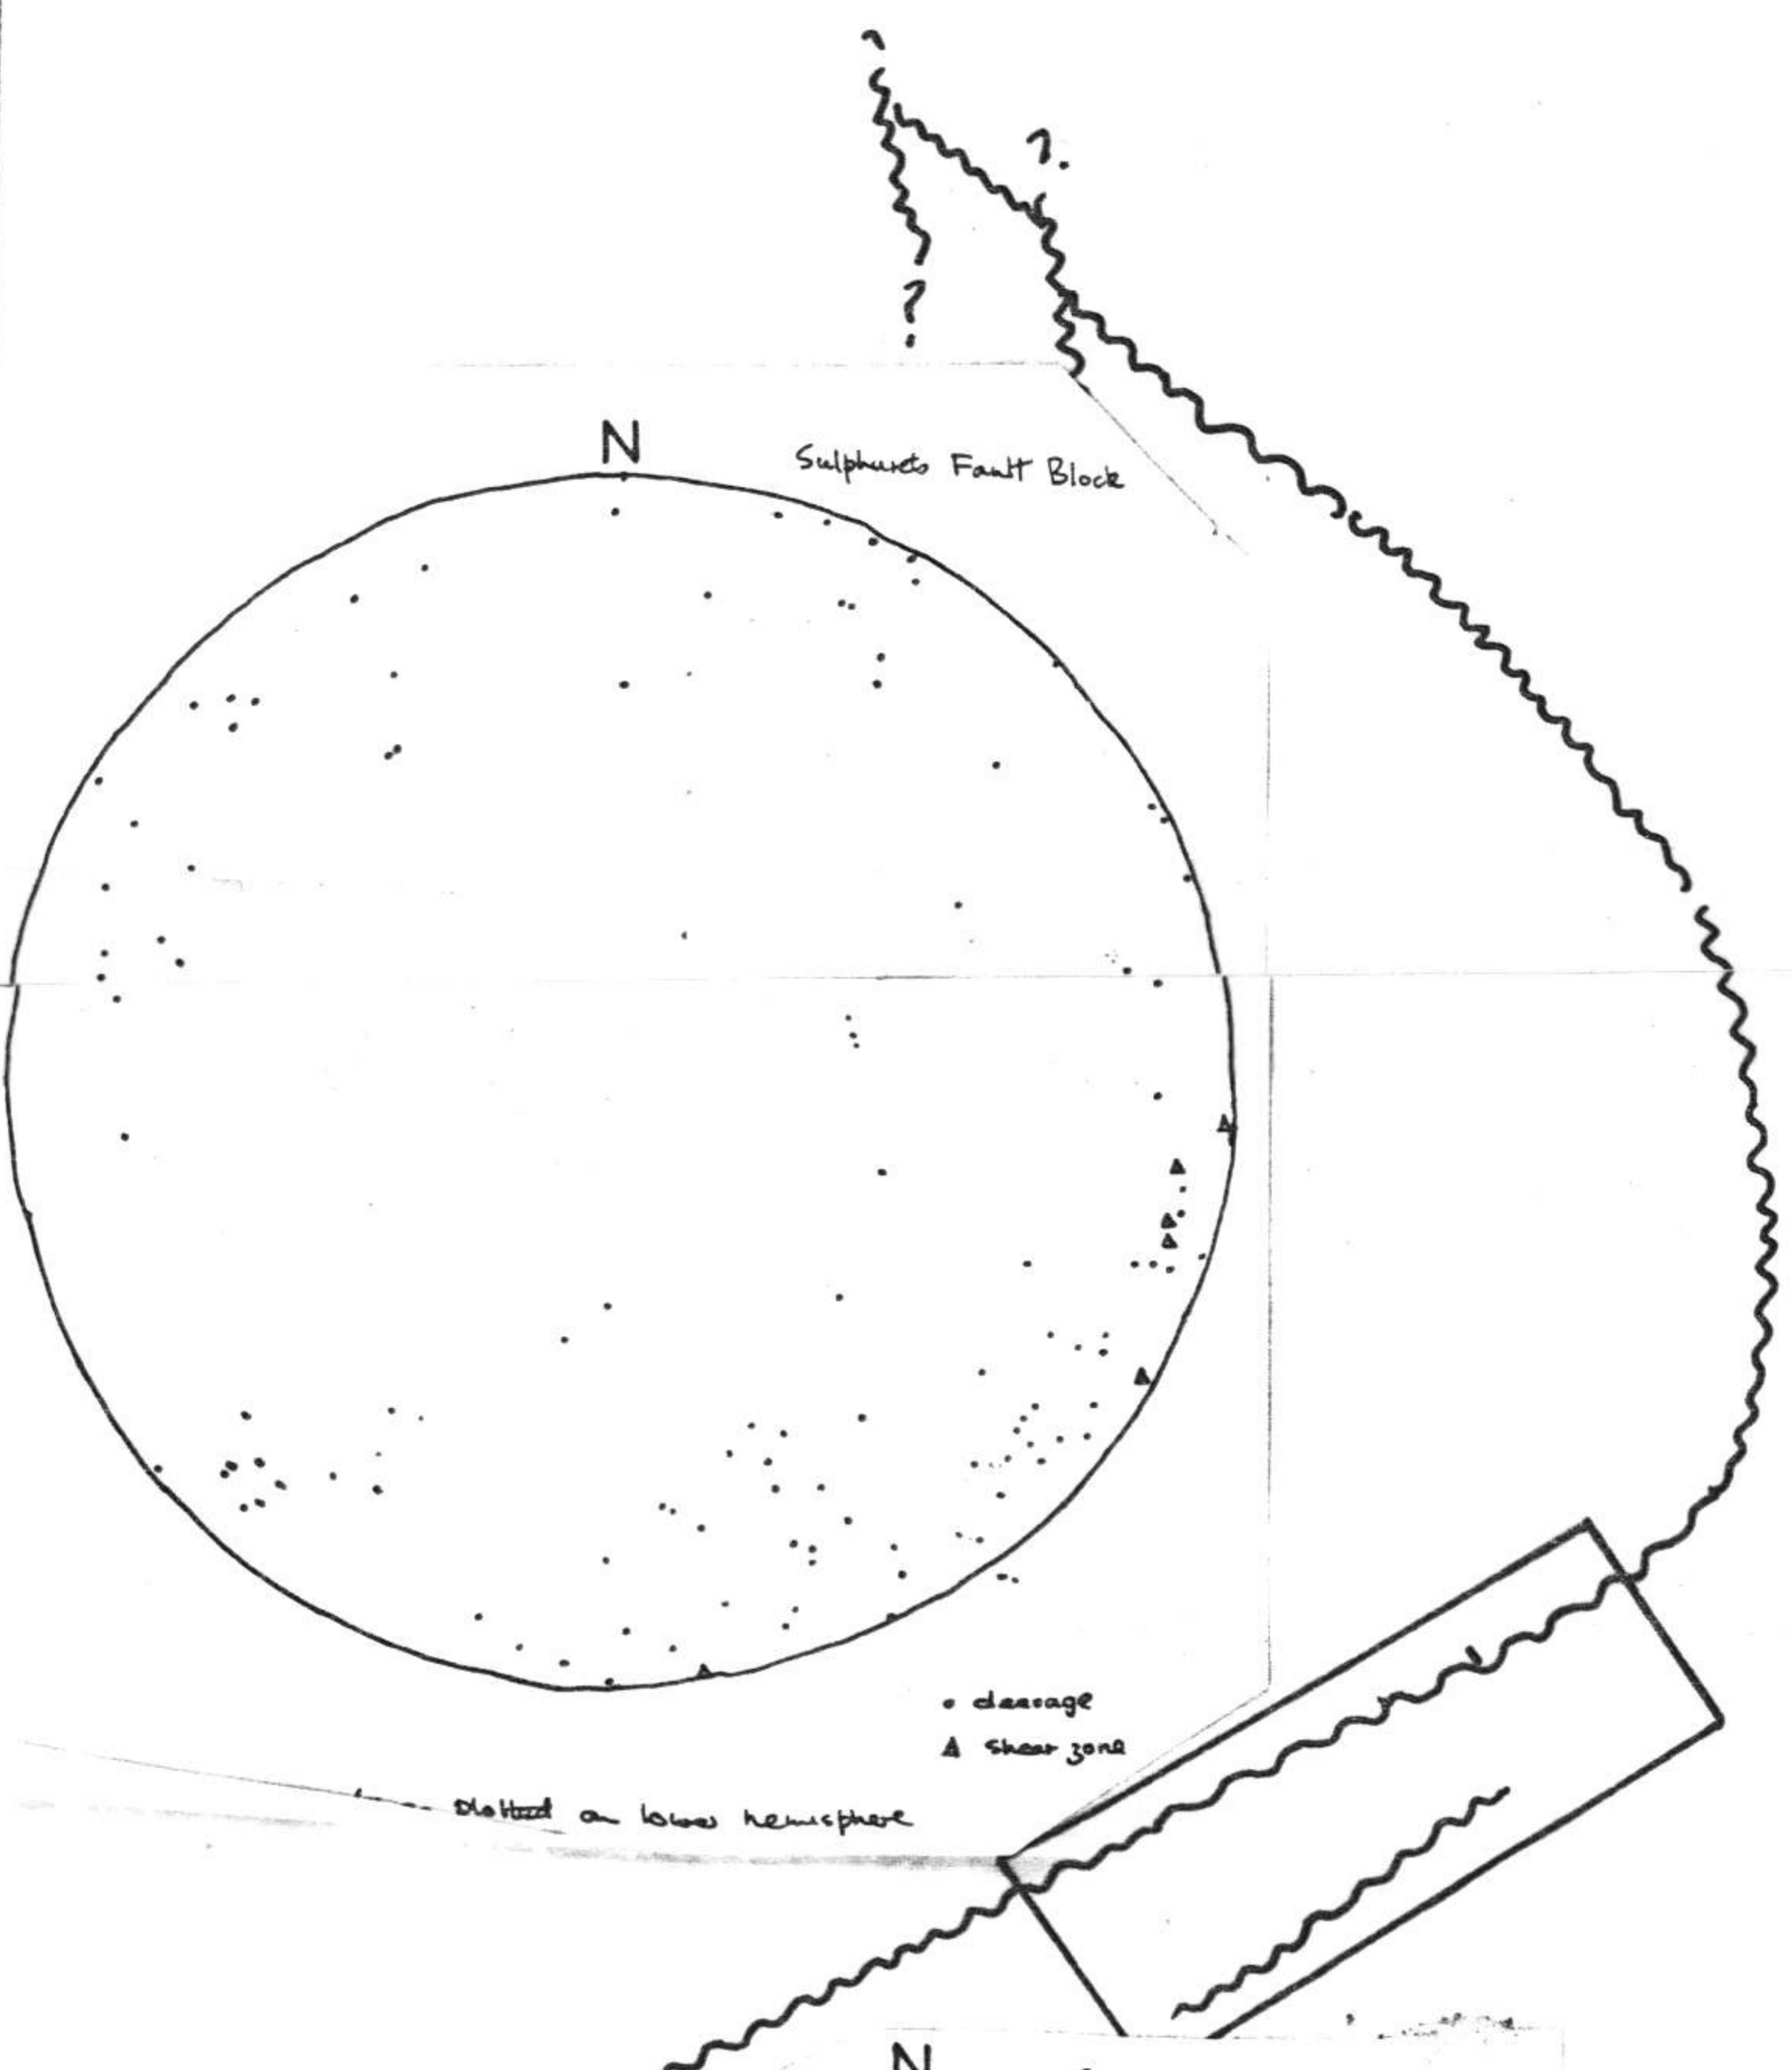 ?
?.
?
N
Sulphurets Fault Block
• cleavage
▲ shear zone
Plotted on lower hemisphere
N